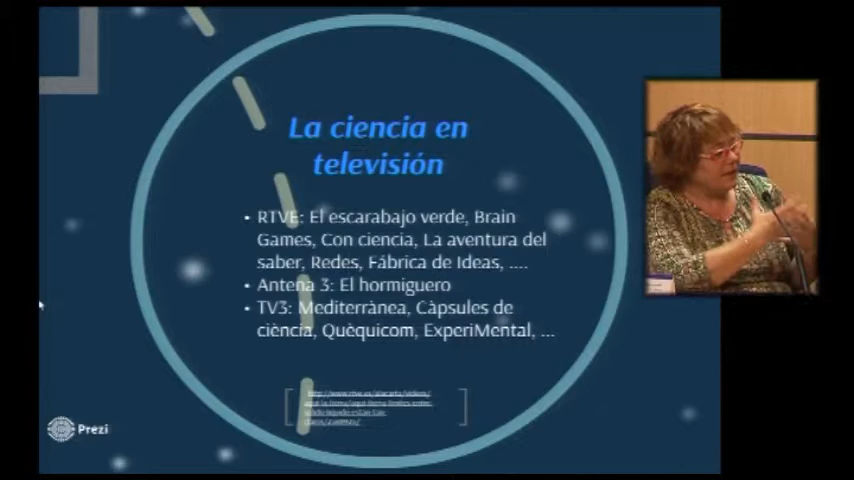 La ciencia en
televisión
• RTVE: El escarabajo verde, Brain
Games, Con ciencia, La aventura del
saber, Redes, Fábrica de Ideas, ....
• Antena 3: El hormiguero
• TV3: Mediterrànea, Càpsules de
ciència, Quèquicom, ExperiMental, ...
Prezi